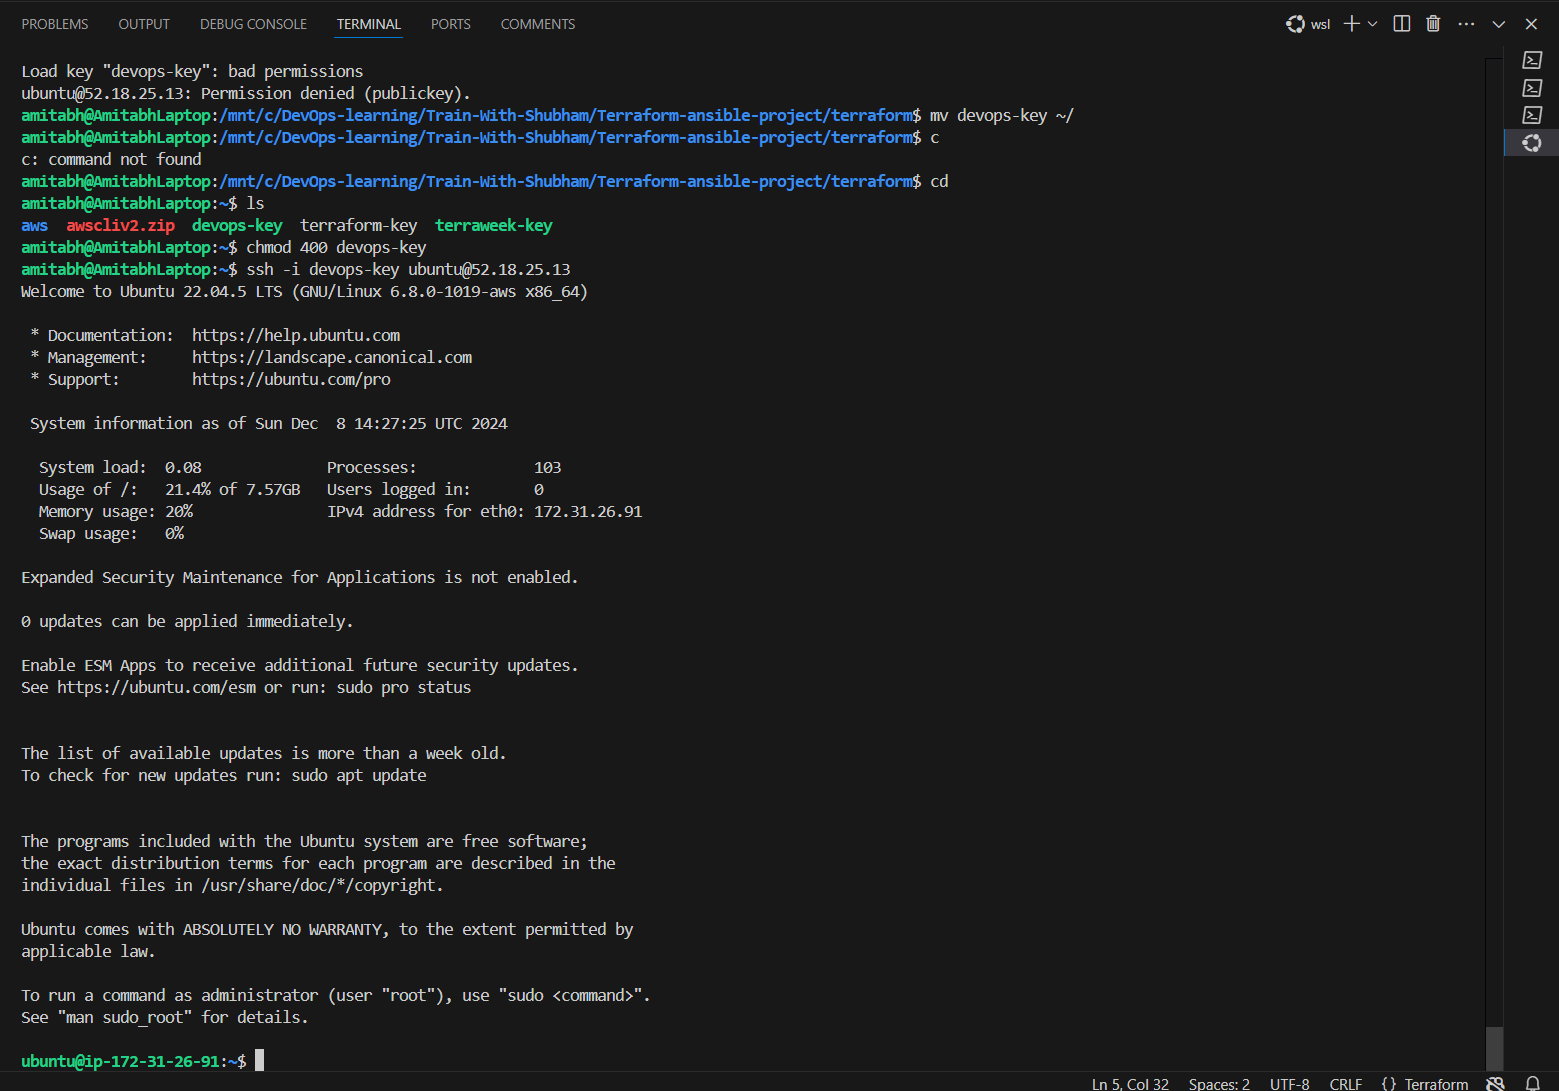 PROBLEMS OUTPUT DEBUG CONSOLE TERMINAL PORTS COMMENTS wsl
Load key "devops-key": bad permissions
ubuntu@52.18.25.13: Permission denied (publickey).
amitabh@AmitabhLaptop:/mnt/c/DevOps-learning/Train-With-Shubham/Terraform-ansible-project/terraform$ mv devops-key ~/
amitabh@AmitabhLaptop:/mnt/c/DevOps-learning/Train-With-Shubham/Terraform-ansible-project/terraform$ c
c: command not found
amitabh@AmitabhLaptop:/mnt/c/DevOps-learning/Train-With-Shubham/Terraform-ansible-project/terraform$ cd
amitabh@AmitabhLaptop:~$ ls
aws awscliv2.zip devops-key terraform-key terraweek-key
amitabh@AmitabhLaptop:~$ chmod 400 devops-key
amitabh@AmitabhLaptop:~$ ssh -i devops-key ubuntu@52.18.25.13
Welcome to Ubuntu 22.04.5 LTS (GNU/Linux 6.8.0-1019-aws x86_64)
* Documentation: https://help.ubuntu.com
* Management: https://landscape.canonical.com
* Support: https://ubuntu.com/pro
System information as of Sun Dec 8 14:27:25 UTC 2024
System load: 0.08 Processes: 103
Usage of /: 21.4% of 7.57GB Users logged in: 0
Memory usage: 20% IPv4 address for eth0: 172.31.26.91
Swap usage: 0%
Expanded Security Maintenance for Applications is not enabled.
0 updates can be applied immediately.
Enable ESM Apps to receive additional future security updates.
See https://ubuntu.com/esm or run: sudo pro status
The list of available updates is more than a week old.
To check for new updates run: sudo apt update
The programs included with the Ubuntu system are free software;
the exact distribution terms for each program are described in the
individual files in /usr/share/doc/*/copyright.
Ubuntu comes with ABSOLUTELY NO WARRANTY, to the extent permitted by
applicable law.
To run a command as administrator (user "root"), use "sudo <command>".
See "man sudo_root" for details.
ubuntu@ip-172-31-26-91:~$
Ln 5, Col 32 Spaces: 2 UTF-8 CRLF {} Terraform